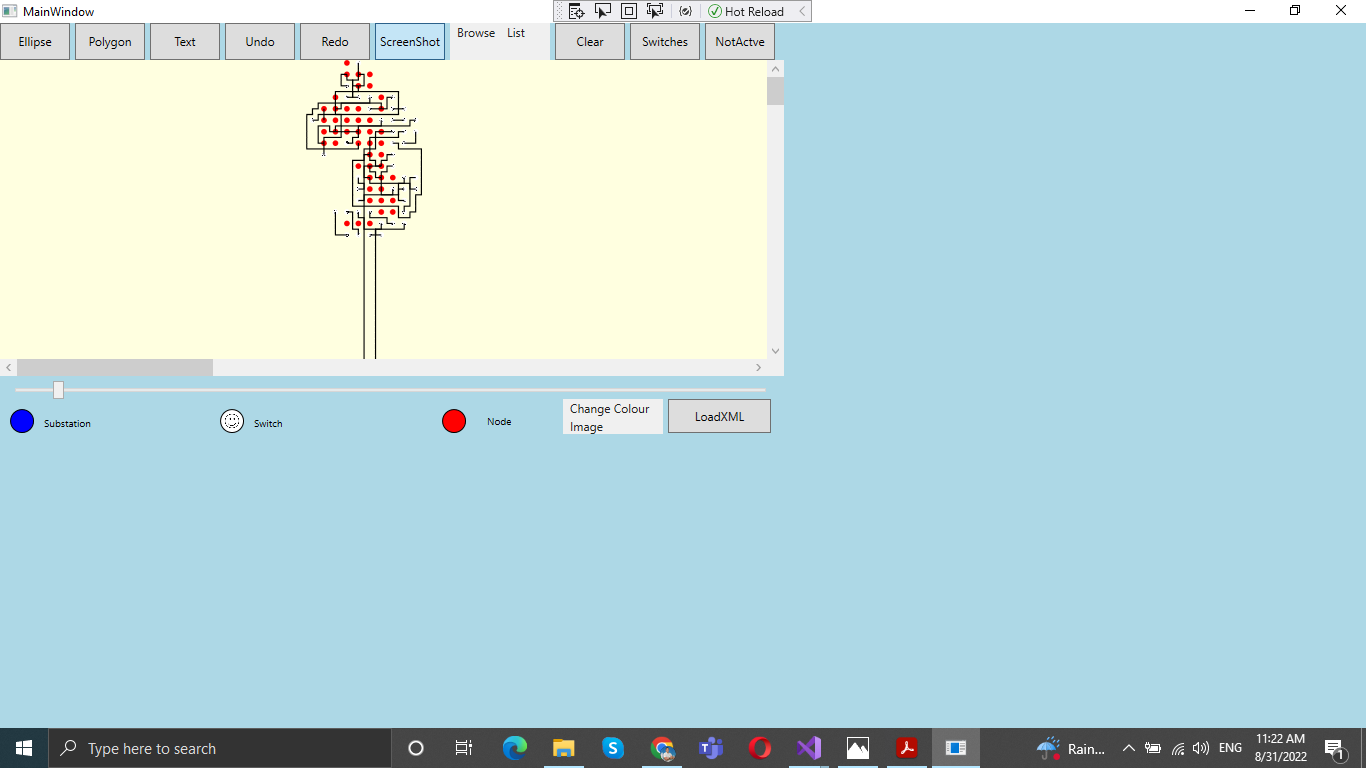 MainWindow
Hot Reload
Ellipse
Polygon
Text
Undo
Redo
ScreenShot
Browse List
Clear
Switches
NotActve
Substation
Switch
Node
Change Colour
Image
LoadXML
Type here to search
Rain...
ENG
11:22 AM
8/31/2022
1